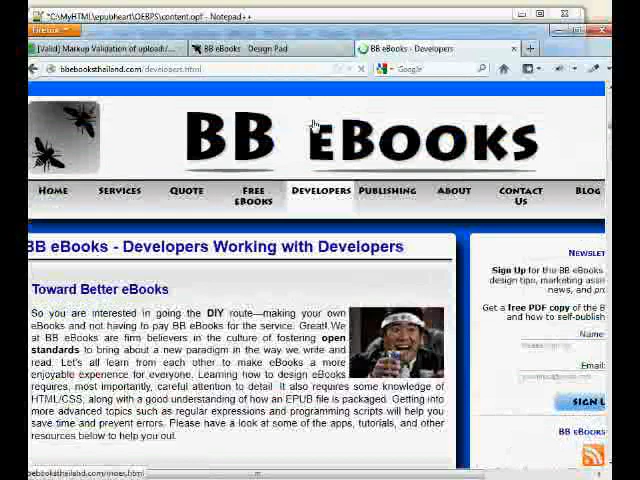 *C:\MyHTML\epubheart\OEBPS\content.opf - Notepad++
Firefox
[Valid] Markup Validation of upload:/...
BB eBooks Design Pad
BB eBooks - Developers
bbebooksthailand.com/developers.html
Google
BB eBooks
Home
Services
Quote
Free eBooks
Developers
Publishing
About
Contact Us
Blog
BB eBooks - Developers Working with Developers
Toward Better eBooks
So you are interested in going the DIY route—making your own
eBooks and not having to pay BB eBooks for the service. Great! We
at BB eBooks are firm believers in the culture of fostering open
standards to bring about a new paradigm in the way we write and
read. Let's all learn from each other to make eBooks a more
enjoyable experience for everyone. Learning how to design eBooks
requires, most importantly, careful attention to detail. It also requires some knowledge of
HTML/CSS, along with a good understanding of how an EPUB file is packaged. Getting into
more advanced topics such as regular expressions and programming scripts will help you
save time and prevent errors. Please have a look at some of the apps, tutorials, and other
resources below to help you out.
Newslet
Sign Up for the BB eBooks
design tips, marketing assi
news, and pro
Get a free PDF copy of the B
and how to self-publish
Name:
Email:
Sign U
BB eBooks
bbebooksthailand.com/moes.html